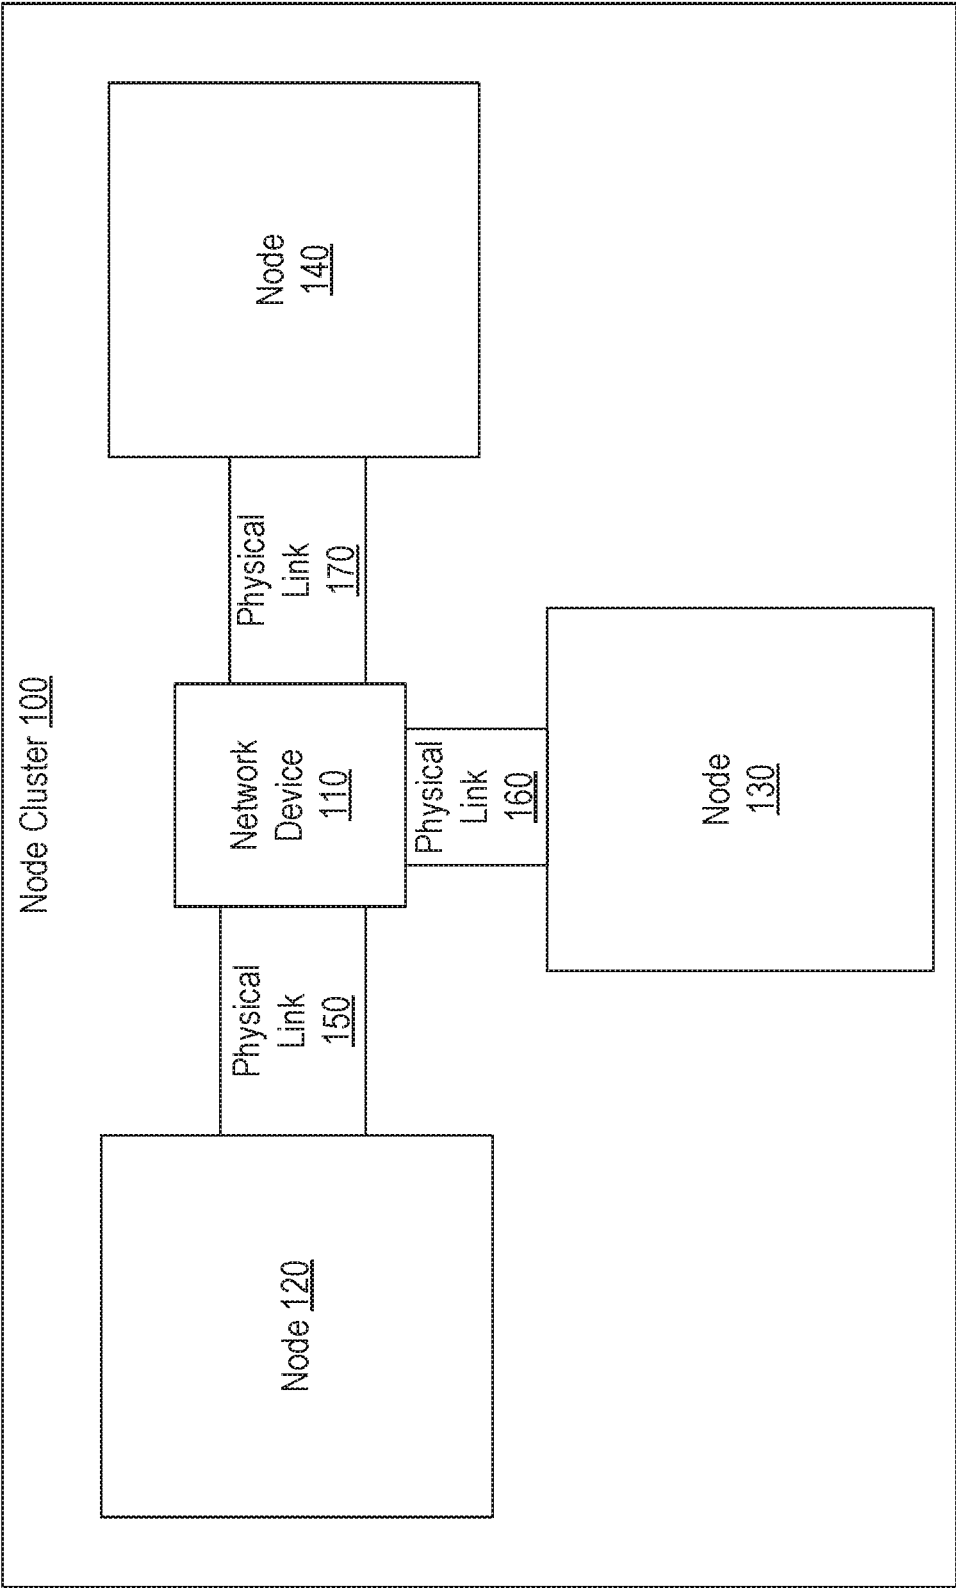 Node Cluster 100
Node 120
Physical
Link
150
Network
Device
110
Physical
Link
170
Node
140
Physical
Link
160
Node
130